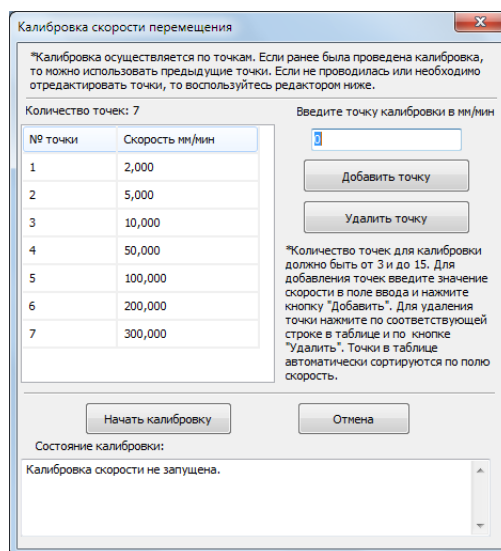 Калибровка скорости перемещения
*Калибровка осуществляется по точкам. Если ранее была проведена калибровка,
то можно использовать предыдущие точки. Если не проводилась или необходимо
отредактировать точки, то воспользуйтесь редактором ниже.
Количество точек: 7
Введите точку калибровки в мм/мин
№ точки Скорость мм/мин
1 2,000
2 5,000
3 10,000
4 50,000
5 100,000
6 200,000
7 300,000
0
Добавить точку
Удалить точку
*Количество точек для калибровки
должно быть от 3 и до 15. Для
добавления точек введите значение
скорости в поле ввода и нажмите
кнопку "Добавить". Для удаления
точки нажмите по соответствующей
строке в таблице и по кнопке
"Удалить". Точки в таблице
автоматически сортируются по полю
скорость.
Начать калибровку
Отмена
Состояние калибровки:
Калибровка скорости не запущена.